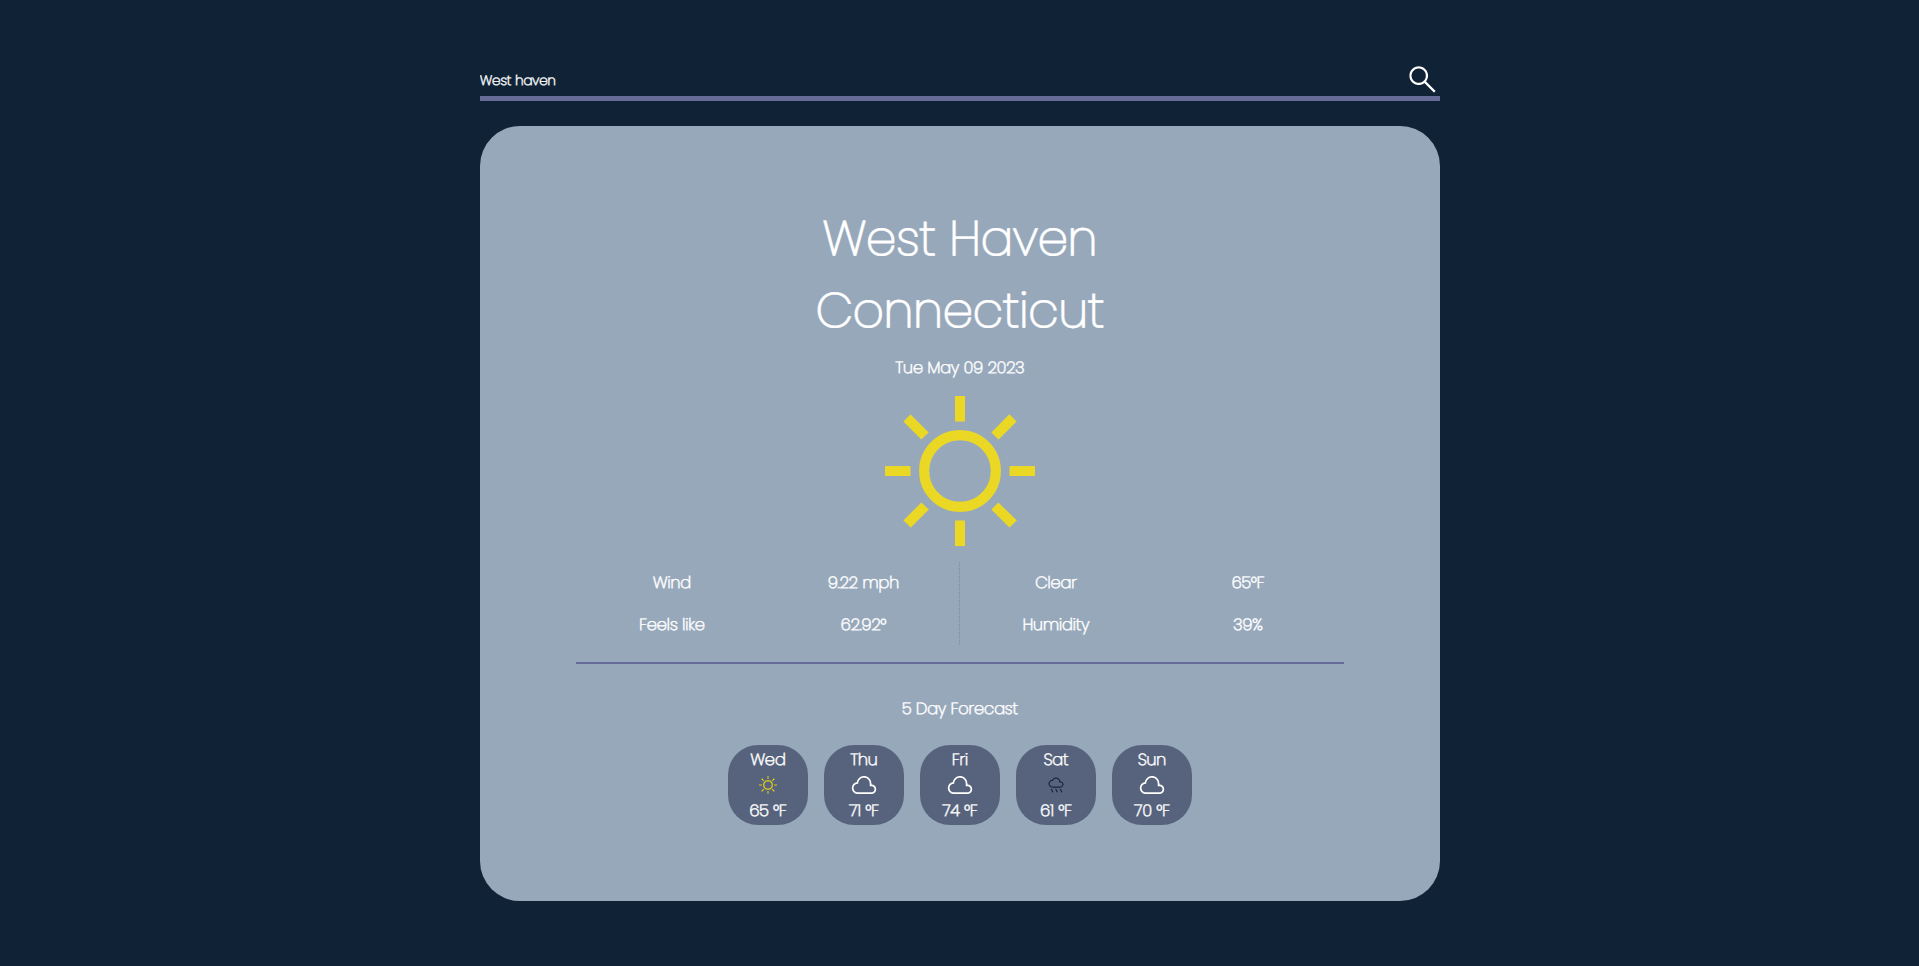 West haven
West Haven
Connecticut
Tue May 09 2023
Wind 9.22 mph Clear 65°F
Feels like 62.92° Humidity 39%
5 Day Forecast
Wed Thu Fri Sat Sun
65 °F 71 °F 74 °F 61 °F 70 °F